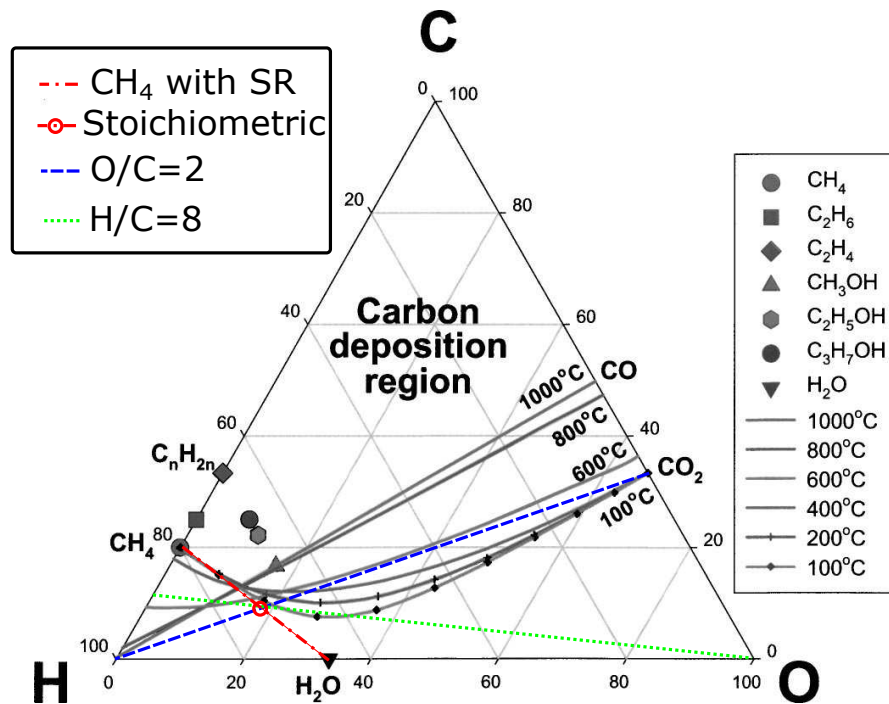 C
CH₄ with SR
Stoichiometric
O/C=2
H/C=8
0
100
20
80
40
60
60
40
80
20
100
0
0
20
40
60
80
100
Carbon
deposition
region
1000°C
CO
800°C
600°C
CO₂
100°C
CₙH₂ₙ
CH₄
H
H₂O
O
CH₄
C₂H₆
C₂H₄
CH₃OH
C₂H₅OH
C₃H₇OH
H₂O
1000°C
800°C
600°C
400°C
200°C
100°C